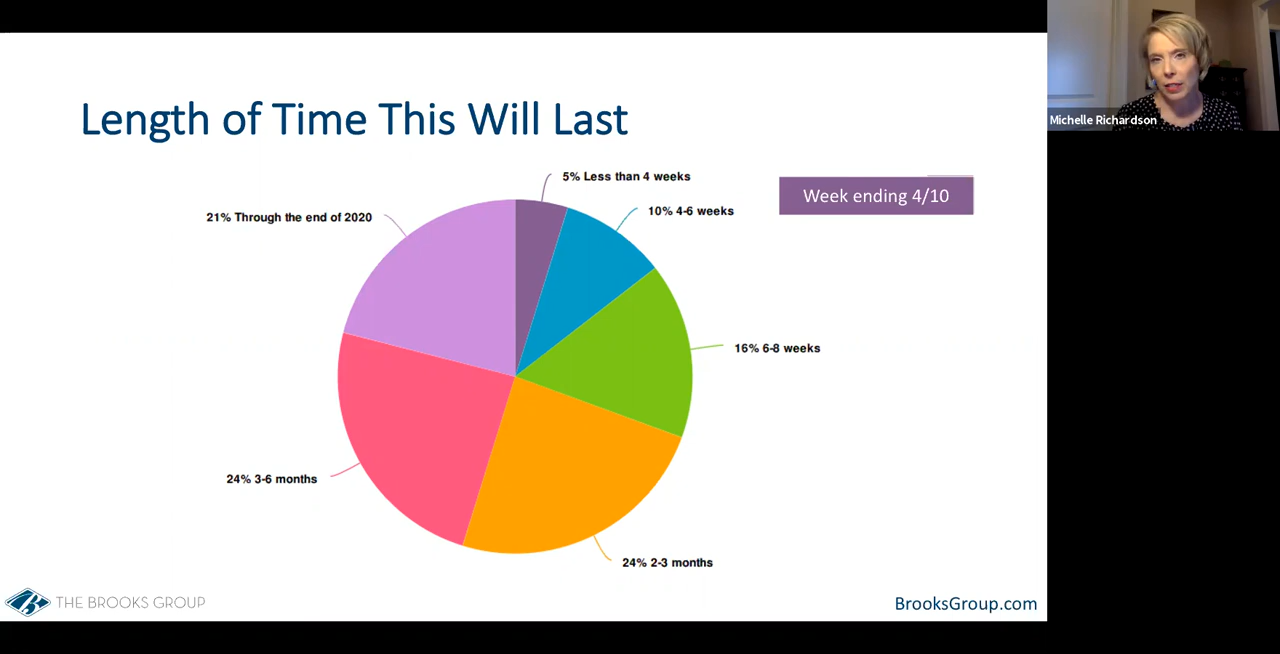 Length of Time This Will Last
Michelle Richardson
5% Less than 4 weeks
Week ending 4/10
10% 4-6 weeks
21% Through the end of 2020
16% 6-8 weeks
24% 3-6 months
24% 2-3 months
THE BROOKS GROUP
BrooksGroup.com